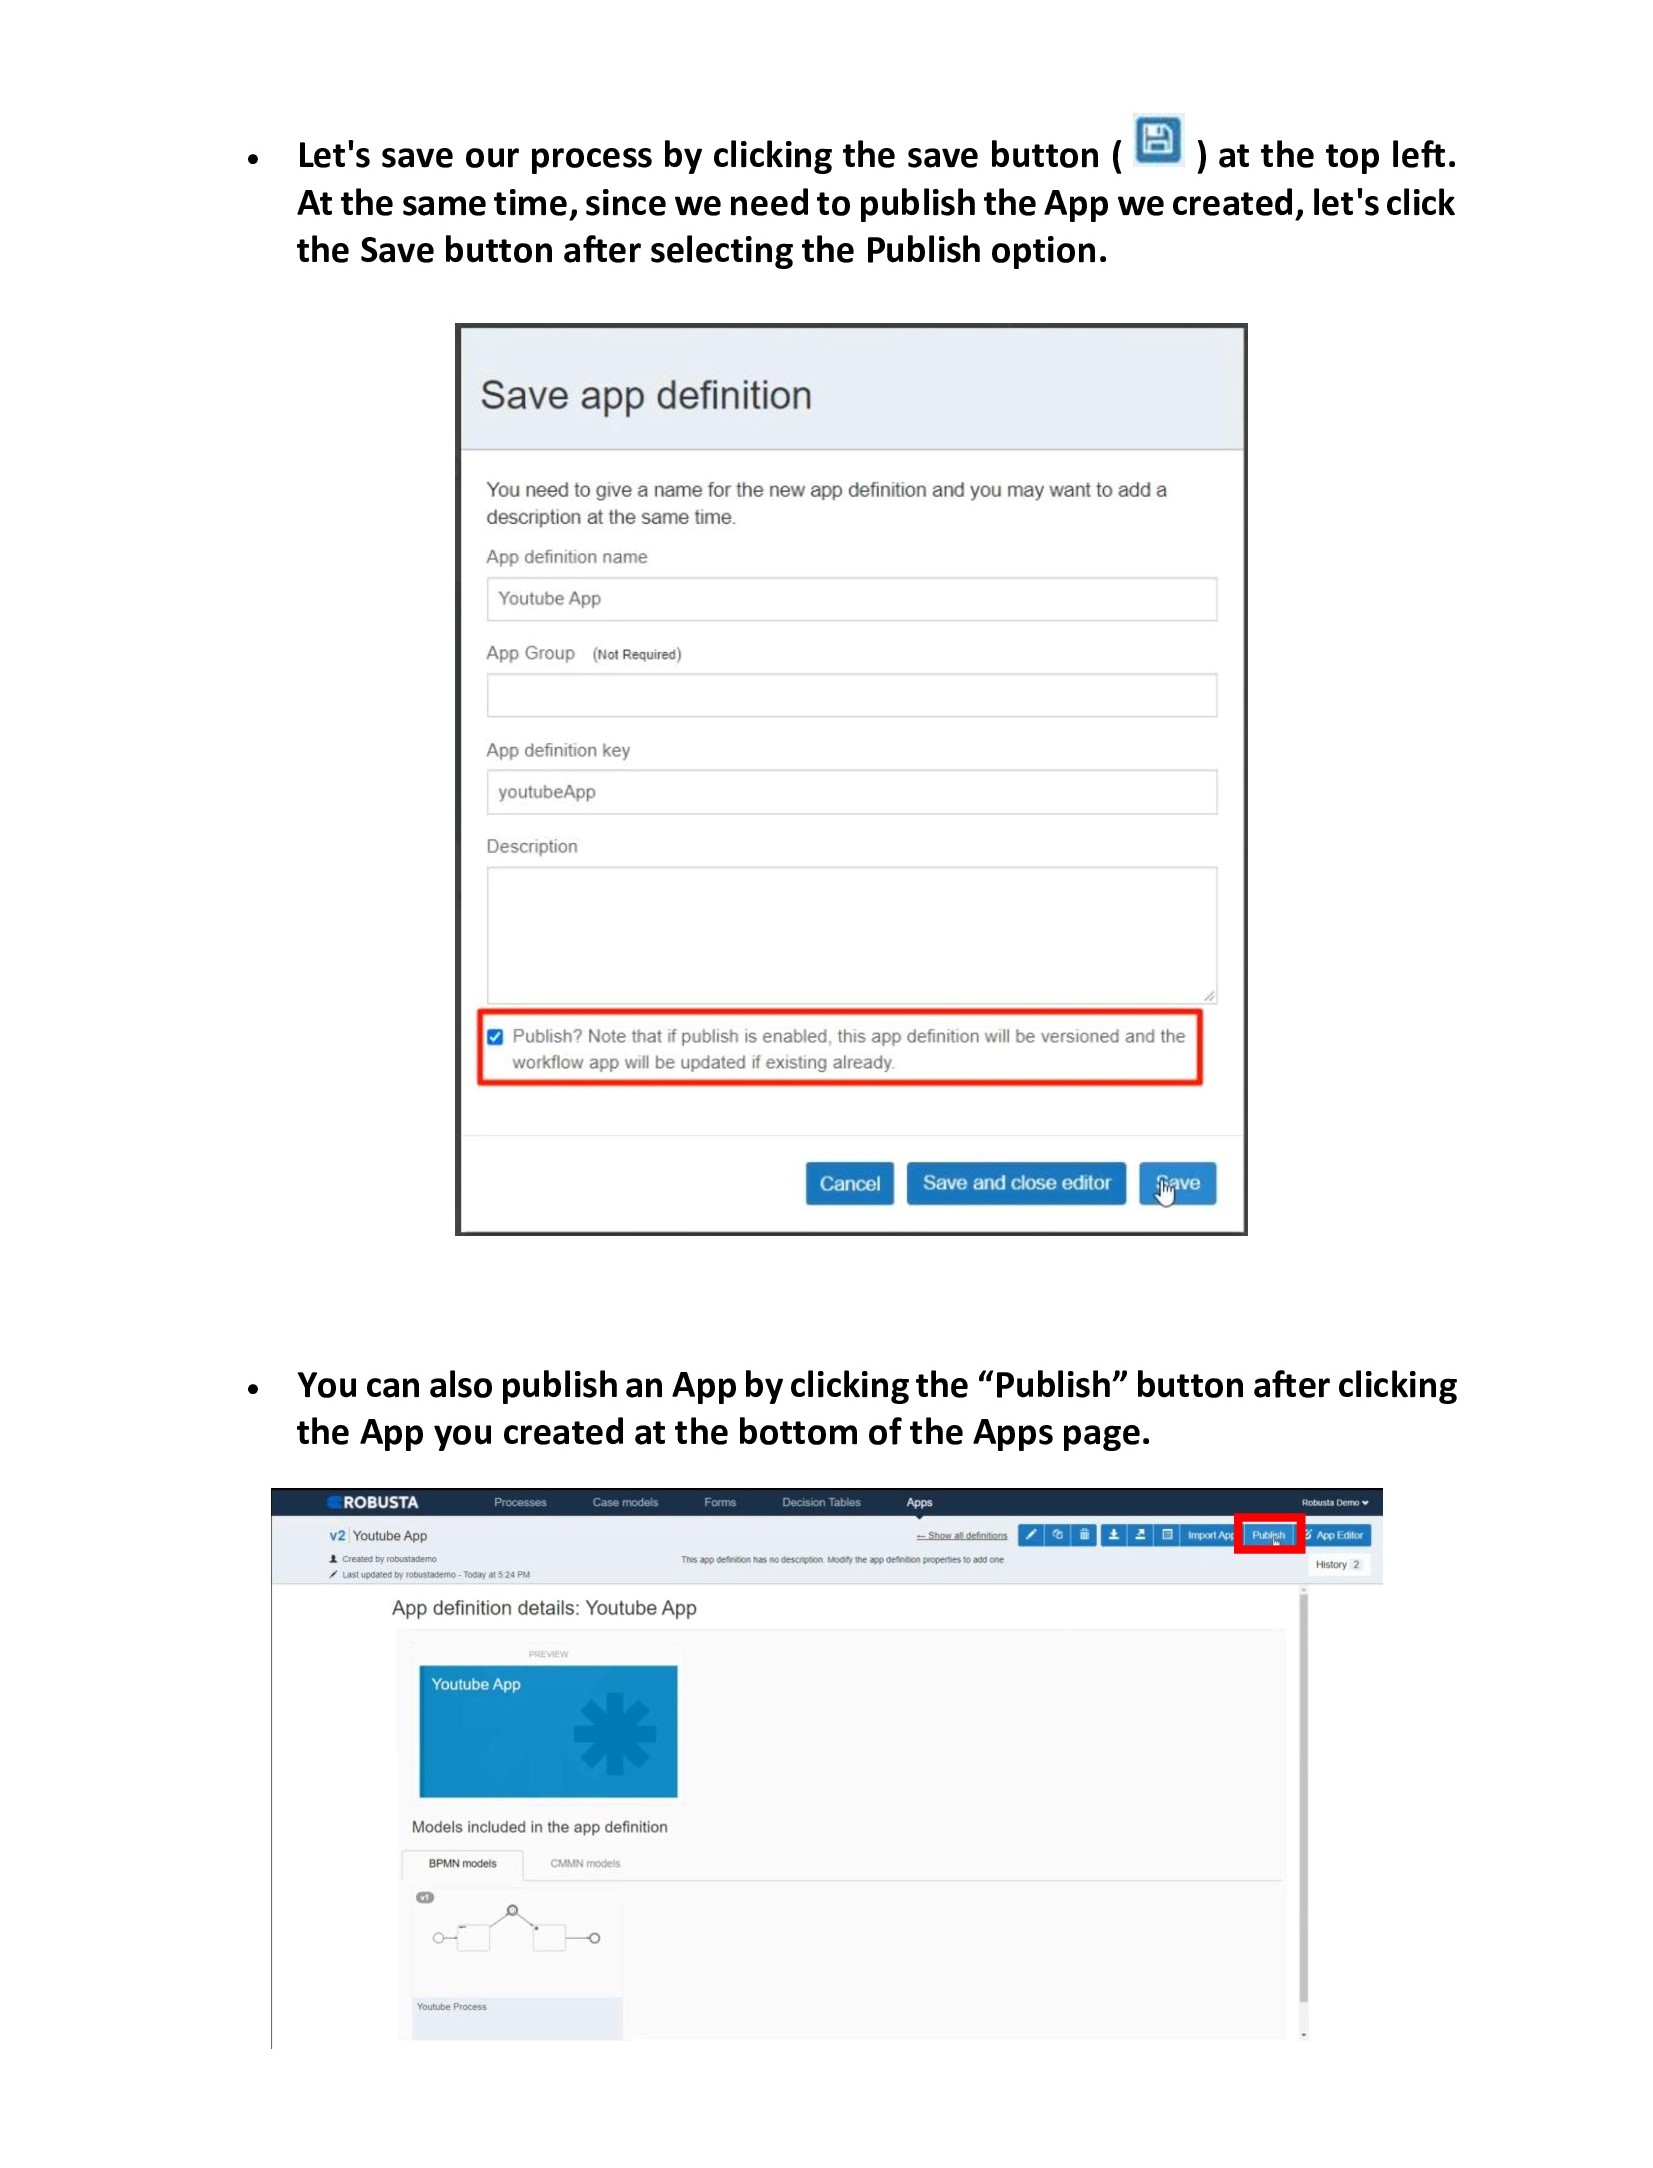 • Let's save our process by clicking the save button ( ) at the top left.
At the same time, since we need to publish the App we created, let's click
the Save button after selecting the Publish option.
Save app definition
You need to give a name for the new app definition and you may want to add a
description at the same time.
App definition name
Youtube App
App Group (Not Required)
App definition key
youtubeApp
Description
Publish? Note that if publish is enabled, this app definition will be versioned and the
workflow app will be updated if existing already.
Cancel Save and close editor Save
• You can also publish an App by clicking the “Publish” button after clicking
the App you created at the bottom of the Apps page.
ROBUSTA Processes Case models Forms Decision Tables Apps Robusta Demo
v2 Youtube App ← Show all definitions Import App Publish App Editor
Created by robustademo This app definition has no description. Modify the app definition properties to add one History 2
Last updated by robustademo - Today at 5:24 PM
App definition details: Youtube App
PREVIEW
Youtube App
Models included in the app definition
BPMN models CMMN models
v1
Youtube Process